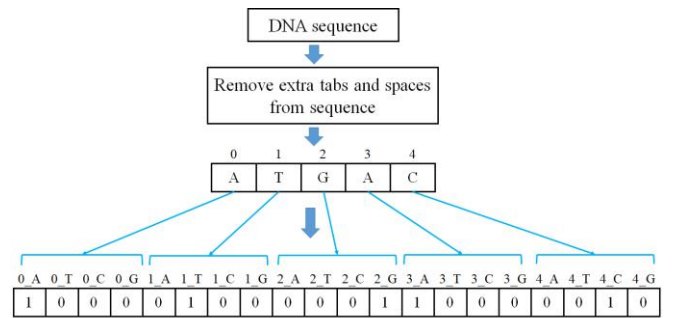 DNA sequence
Remove extra tabs and spaces
from sequence
0 1 2 3 4
A T G A C
0_A 0_T 0_C 0_G 1_A 1_T 1_C 1_G 2_A 2_T 2_C 2_G 3_A 3_T 3_C 3_G 4_A 4_T 4_C 4_G
1 0 0 0 0 1 0 0 0 0 0 1 1 0 0 0 0 0 1 0